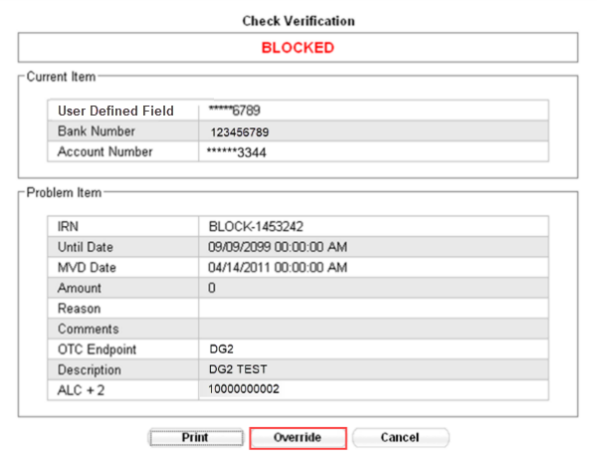 Check Verification
BLOCKED
Current Item
User Defined Field *****6789
Bank Number 123456789
Account Number ******3344
Problem Item
IRN BLOCK-1453242
Until Date 09/09/2099 00:00:00 AM
MVD Date 04/14/2011 00:00:00 AM
Amount 0
Reason
Comments
OTC Endpoint DG2
Description DG2 TEST
ALC + 2 10000000002
Print Override Cancel